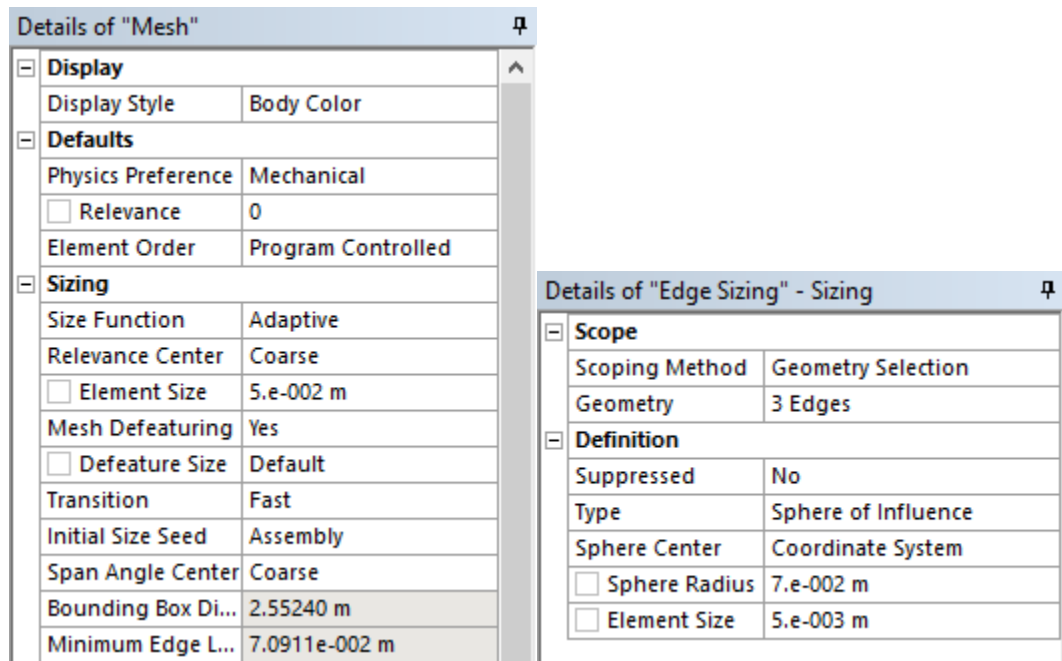 Details of "Mesh"
Display
Display Style Body Color
Defaults
Physics Preference Mechanical
Relevance 0
Element Order Program Controlled
Sizing
Size Function Adaptive
Relevance Center Coarse
Element Size 5.e-002 m
Mesh Defeaturing Yes
Defeature Size Default
Transition Fast
Initial Size Seed Assembly
Span Angle Center Coarse
Bounding Box Di... 2.55240 m
Minimum Edge L... 7.0911e-002 m
Details of "Edge Sizing" - Sizing
Scope
Scoping Method Geometry Selection
Geometry 3 Edges
Definition
Suppressed No
Type Sphere of Influence
Sphere Center Coordinate System
Sphere Radius 7.e-002 m
Element Size 5.e-003 m